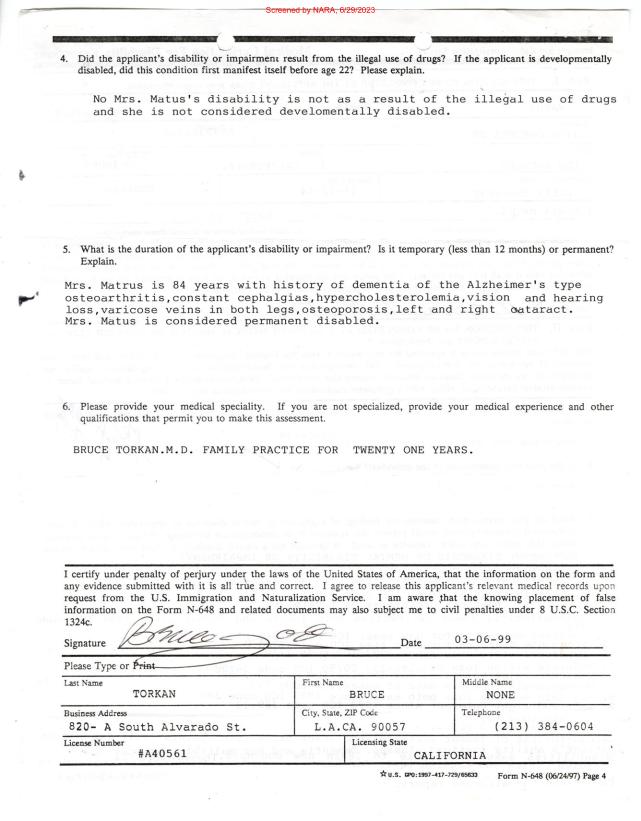 Screened by NARA, 6/29/2023
4. Did the applicant's disability or impairment result from the illegal use of drugs? If the applicant is developmentally
disabled, did this condition first manifest itself before age 22? Please explain.
No Mrs. Matus's disability is not as a result of the illegal use of drugs
and she is not considered develomentally disabled.
5. What is the duration of the applicant's disability or impairment? Is it temporary (less than 12 months) or permanent?
Explain.
Mrs. Matrus is 84 years with history of dementia of the Alzheimer's type
osteoarthritis,constant cephalgias,hypercholesterolemia,vision and hearing
loss,varicose veins in both legs,osteoporosis,left and right cataract.
Mrs. Matus is considered permanent disabled.
6. Please provide your medical speciality. If you are not specialized, provide your medical experience and other
qualifications that permit you to make this assessment.
BRUCE TORKAN.M.D. FAMILY PRACTICE FOR TWENTY ONE YEARS.
I certify under penalty of perjury under the laws of the United States of America, that the information on the form and
any evidence submitted with it is all true and correct. I agree to release this applicant's relevant medical records upon
request from the U.S. Immigration and Naturalization Service. I am aware that the knowing placement of false
information on the Form N-648 and related documents may also subject me to civil penalties under 8 U.S.C. Section
1324c.
Signature Date 03-06-99
Please Type or Print
Last Name First Name Middle Name
TORKAN BRUCE NONE
Business Address City, State, ZIP Code Telephone
820- A South Alvarado St. L.A.CA. 90057 (213) 384-0604
License Number Licensing State
#A40561 CALIFORNIA
☆U.S. GPO:1997-417-729/65633 Form N-648 (06/24/97) Page 4